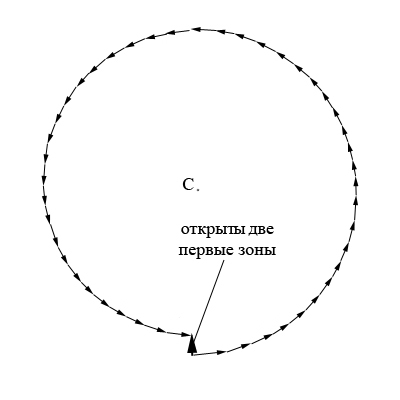 С.
открыты две
первые зоны